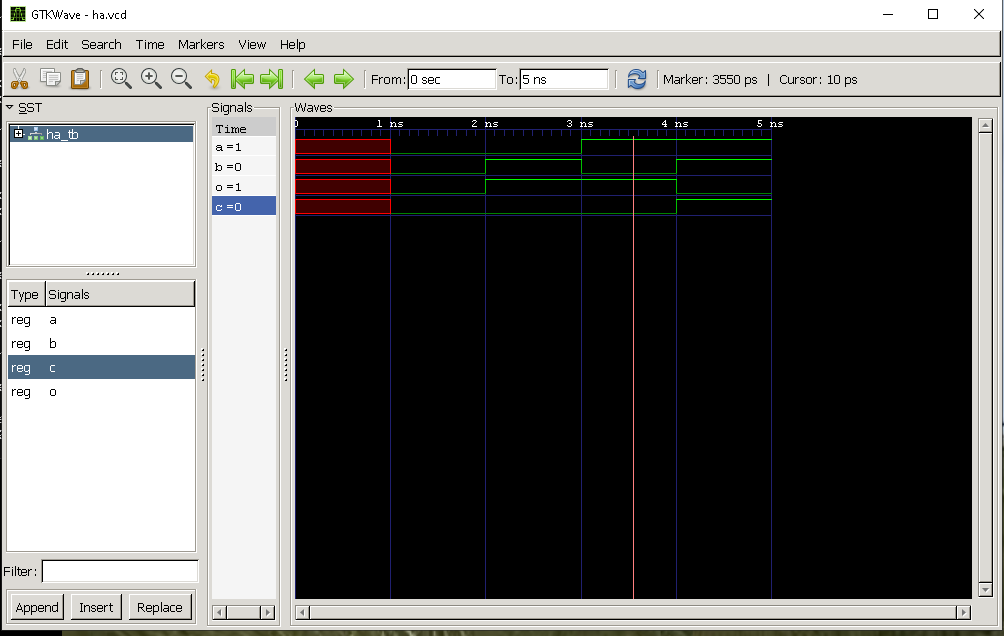 GTKWave - ha.vcd
File Edit Search Time Markers View Help
From: 0 sec To: 5 ns Marker: 3550 ps | Cursor: 10 ps
SST
ha_tb
Type Signals
reg a
reg b
reg c
reg o
Filter:
Append Insert Replace
Signals
Time
a =1
b =0
o =1
c =0
Waves
0 1 ns 2 ns 3 ns 4 ns 5 ns